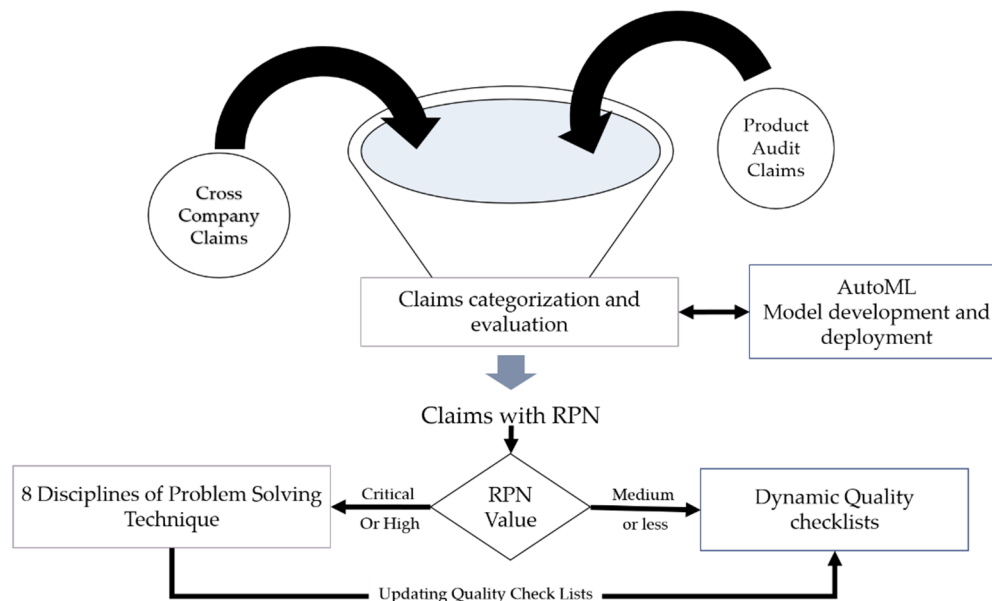 Product
Audit
Claims
Cross
Company
Claims
Claims categorization and
evaluation
AutoML
Model development and
deployment
Claims with RPN
8 Disciplines of Problem Solving
Technique
Critical
Or High
RPN
Value
Medium
or less
Dynamic Quality
checklists
Updating Quality Check Lists